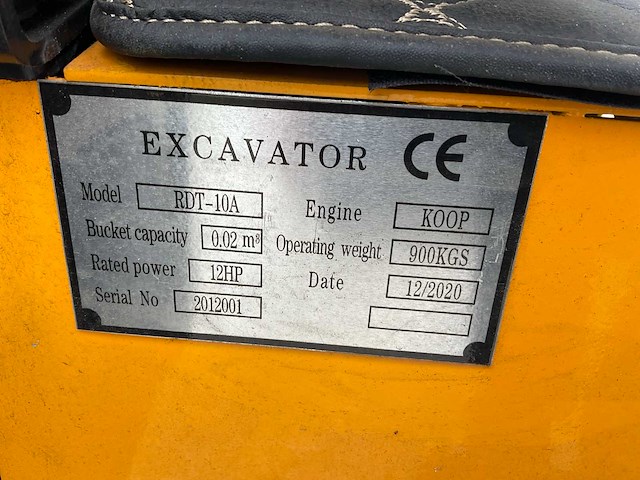 EXCAVATOR CE
Model RDT-10A Engine KOOP
Bucket capacity 0.02 m³ Operating weight 900KGS
Rated power 12HP Date 12/2020
Serial No 2012001